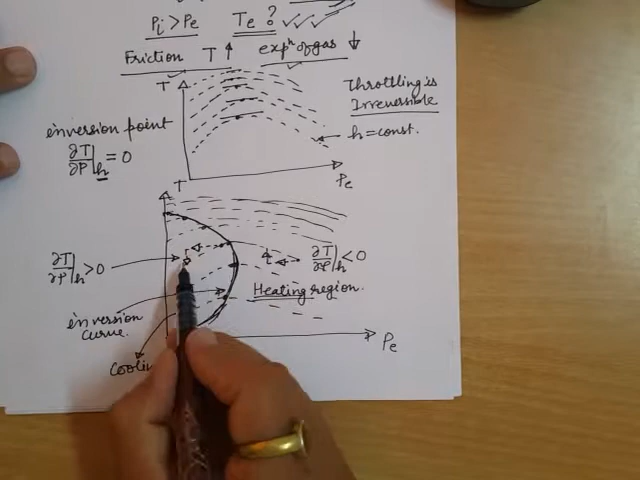 Pi > Pe   Te ?
Friction T↑ expⁿ of gas ↓
T
Throttling is
Irreversible
inversion point
∂T/∂P|h = 0
h = const.
Pe
T
∂T/∂P|h > 0
∂T/∂P|h < 0
Heating region.
inversion
curve.
Pe